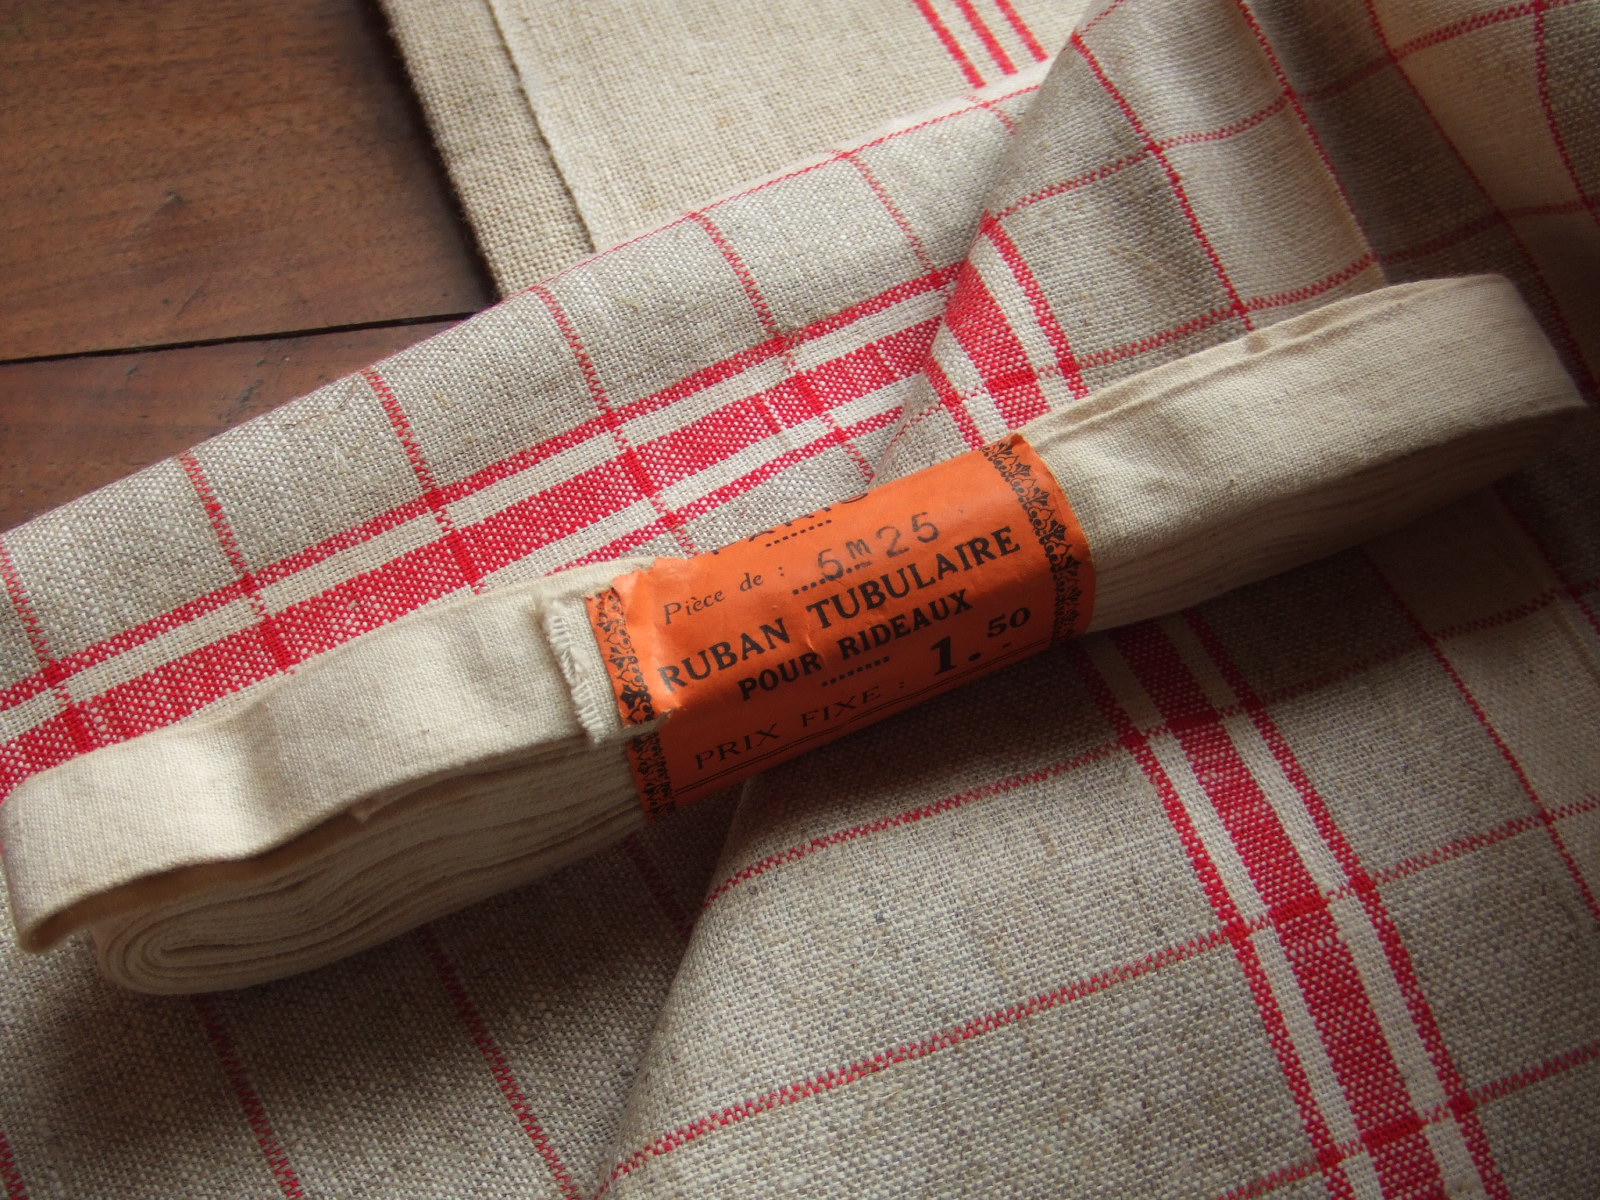 Pièce de : 5m25
RUBAN TUBULAIRE
POUR RIDEAUX
PRIX FIXE : 1.50